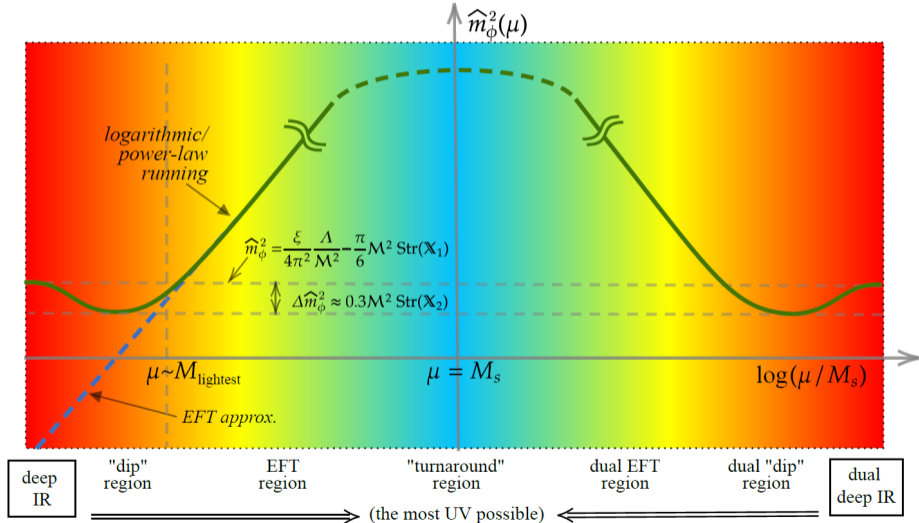 m̂²_ϕ(μ)
logarithmic/
power-law
running
m̂²_ϕ = ξ/4π² Λ/M² − π/6 M² Str(𝕏₁)
Δm̂²_ϕ ≈ 0.3M² Str(𝕏₂)
μ~M_lightest
μ = M_s
log(μ/M_s)
EFT approx.
deep
IR
"dip"
region
EFT
region
"turnaround"
region
dual EFT
region
dual "dip"
region
dual
deep IR
(the most UV possible)